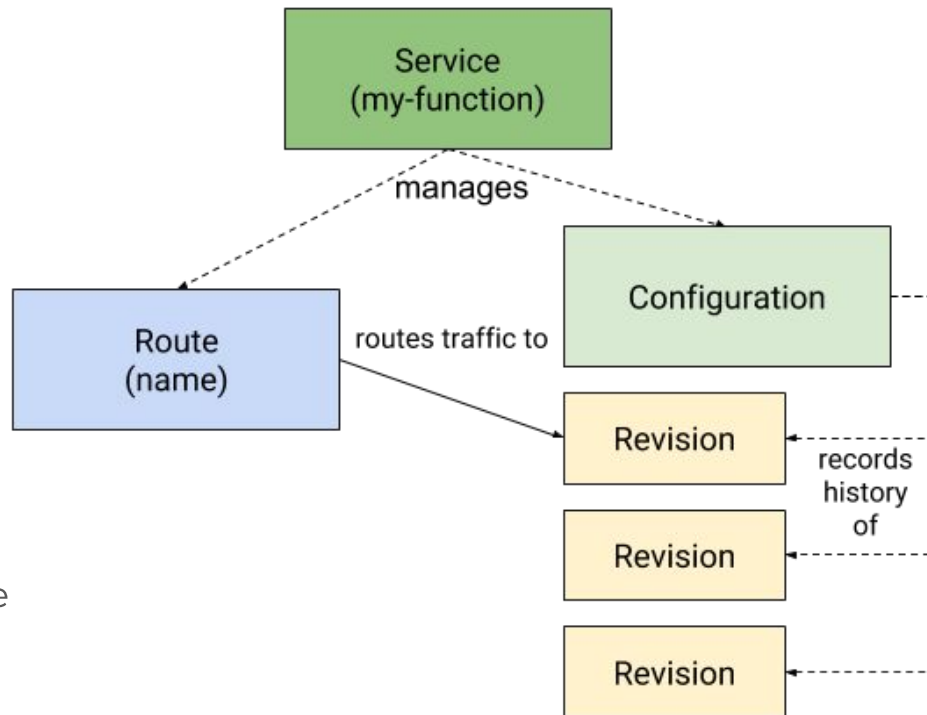 Service
(my-function)
manages
Configuration
Route
(name)
routes traffic to
Revision
records
history
of
Revision
e
Revision